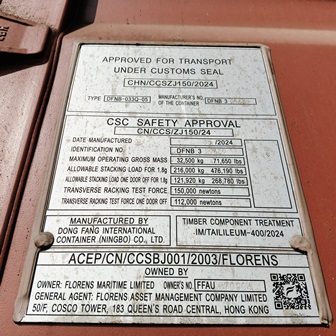 APPROVED FOR TRANSPORT
UNDER CUSTOMS SEAL
CHN/CCSZJ150/2024
TYPE DFNB-033Q-05 MANUFACTURER'S NO. OF THE CONTAINER DFNB 3
CSC SAFETY APPROVAL
CN/CCS/ZJ150/24
DATE MANUFACTURED /2024
IDENTIFICATION NO. DFNB 3
MAXIMUM OPERATING GROSS MASS 32,500 kg 71,650 lbs
ALLOWABLE STACKING LOAD FOR 1.8g 216,000 kg 476,190 lbs
ALLOWABLE STACKING LOAD ONE DOOR OFF FOR 1.8g 121,920 kg 268,780 lbs
TRANSVERSE RACKING TEST FORCE 150,000 newtons
TRANSVERSE RACKING TEST FORCE ONE DOOR OFF 112,000 newtons
MANUFACTURED BY
DONG FANG INTERNATIONAL
CONTAINER (NINGBO) CO., LTD.
TIMBER COMPONENT TREATMENT
IM/TAILILEUM-400/2024
ACEP/CN/CCSBJ001/2003/FLORENS
OWNED BY
OWNER: FLORENS MARITIME LIMITED OWNER'S NO. FFAU
GENERAL AGENT: FLORENS ASSET MANAGEMENT COMPANY LIMITED
50/F, COSCO TOWER, 183 QUEEN'S ROAD CENTRAL, HONG KONG